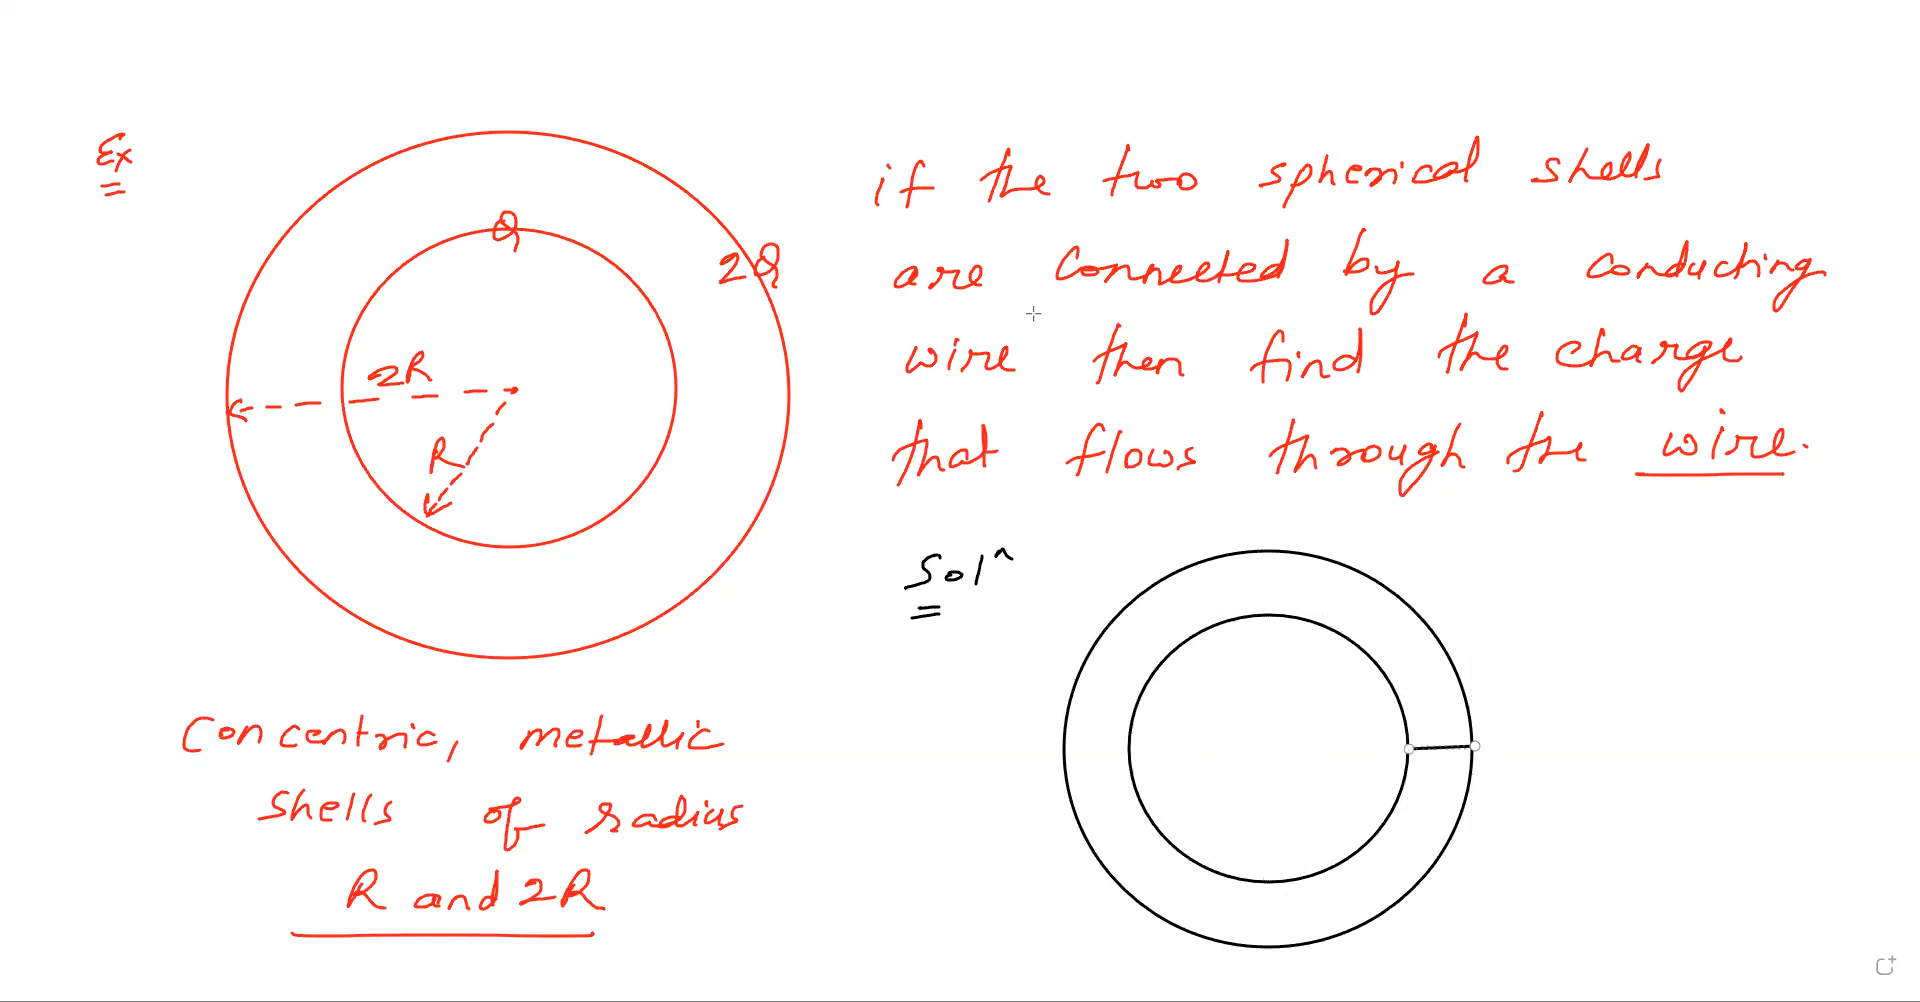 Ex
Q
2Q
2R
R
if the two spherical shells
are connected by a conducting
wire then find the charge
that flows through the wire.
Solⁿ
Concentric, metallic
shells of radius
R and 2R